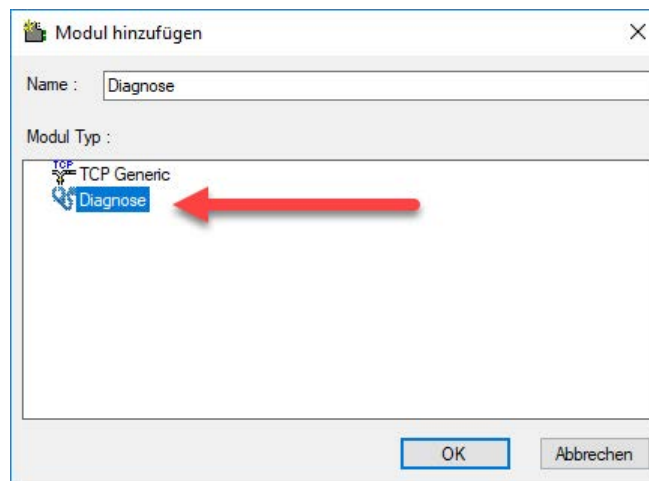 Modul hinzufügen
Name :
Diagnose
Modul Typ :
TCP
TCP Generic
Diagnose
OK
Abbrechen